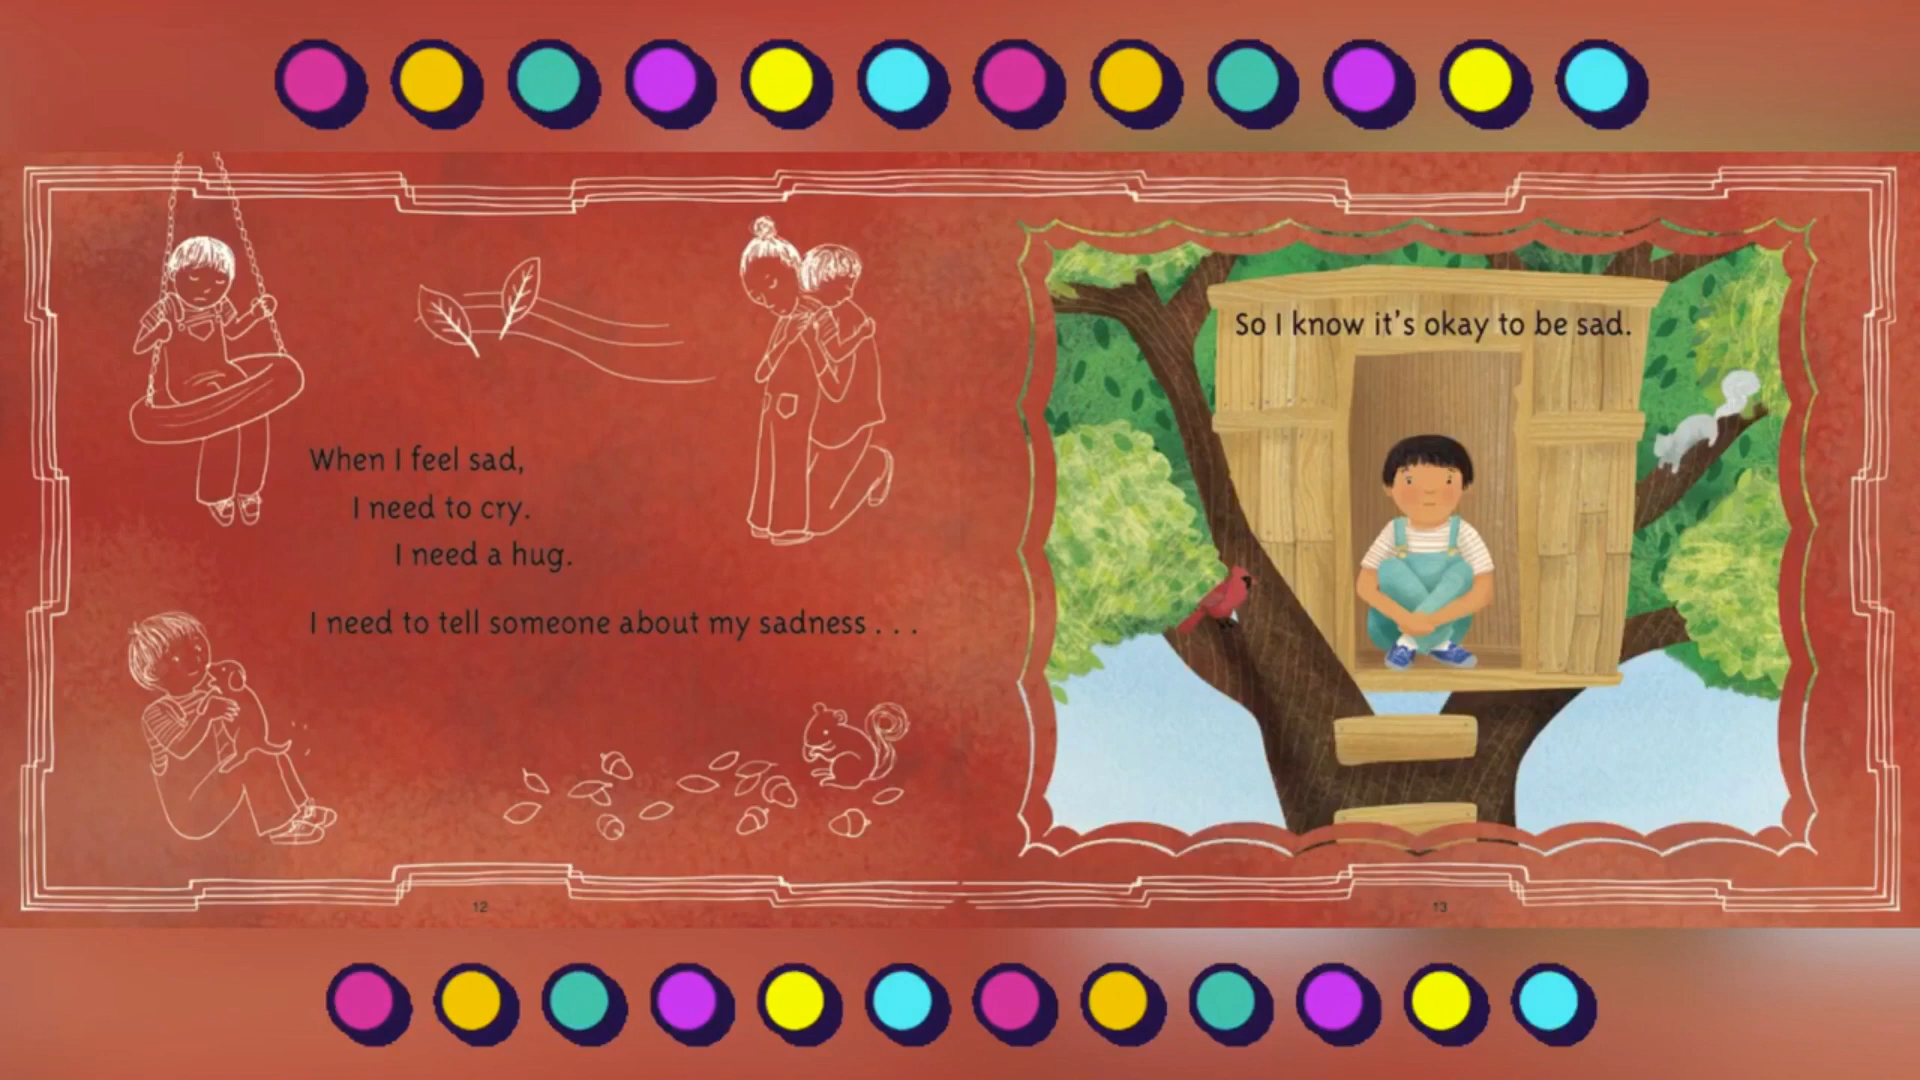 When I feel sad,
I need to cry.
I need a hug.
I need to tell someone about my sadness . . .
12
So I know it's okay to be sad.
13